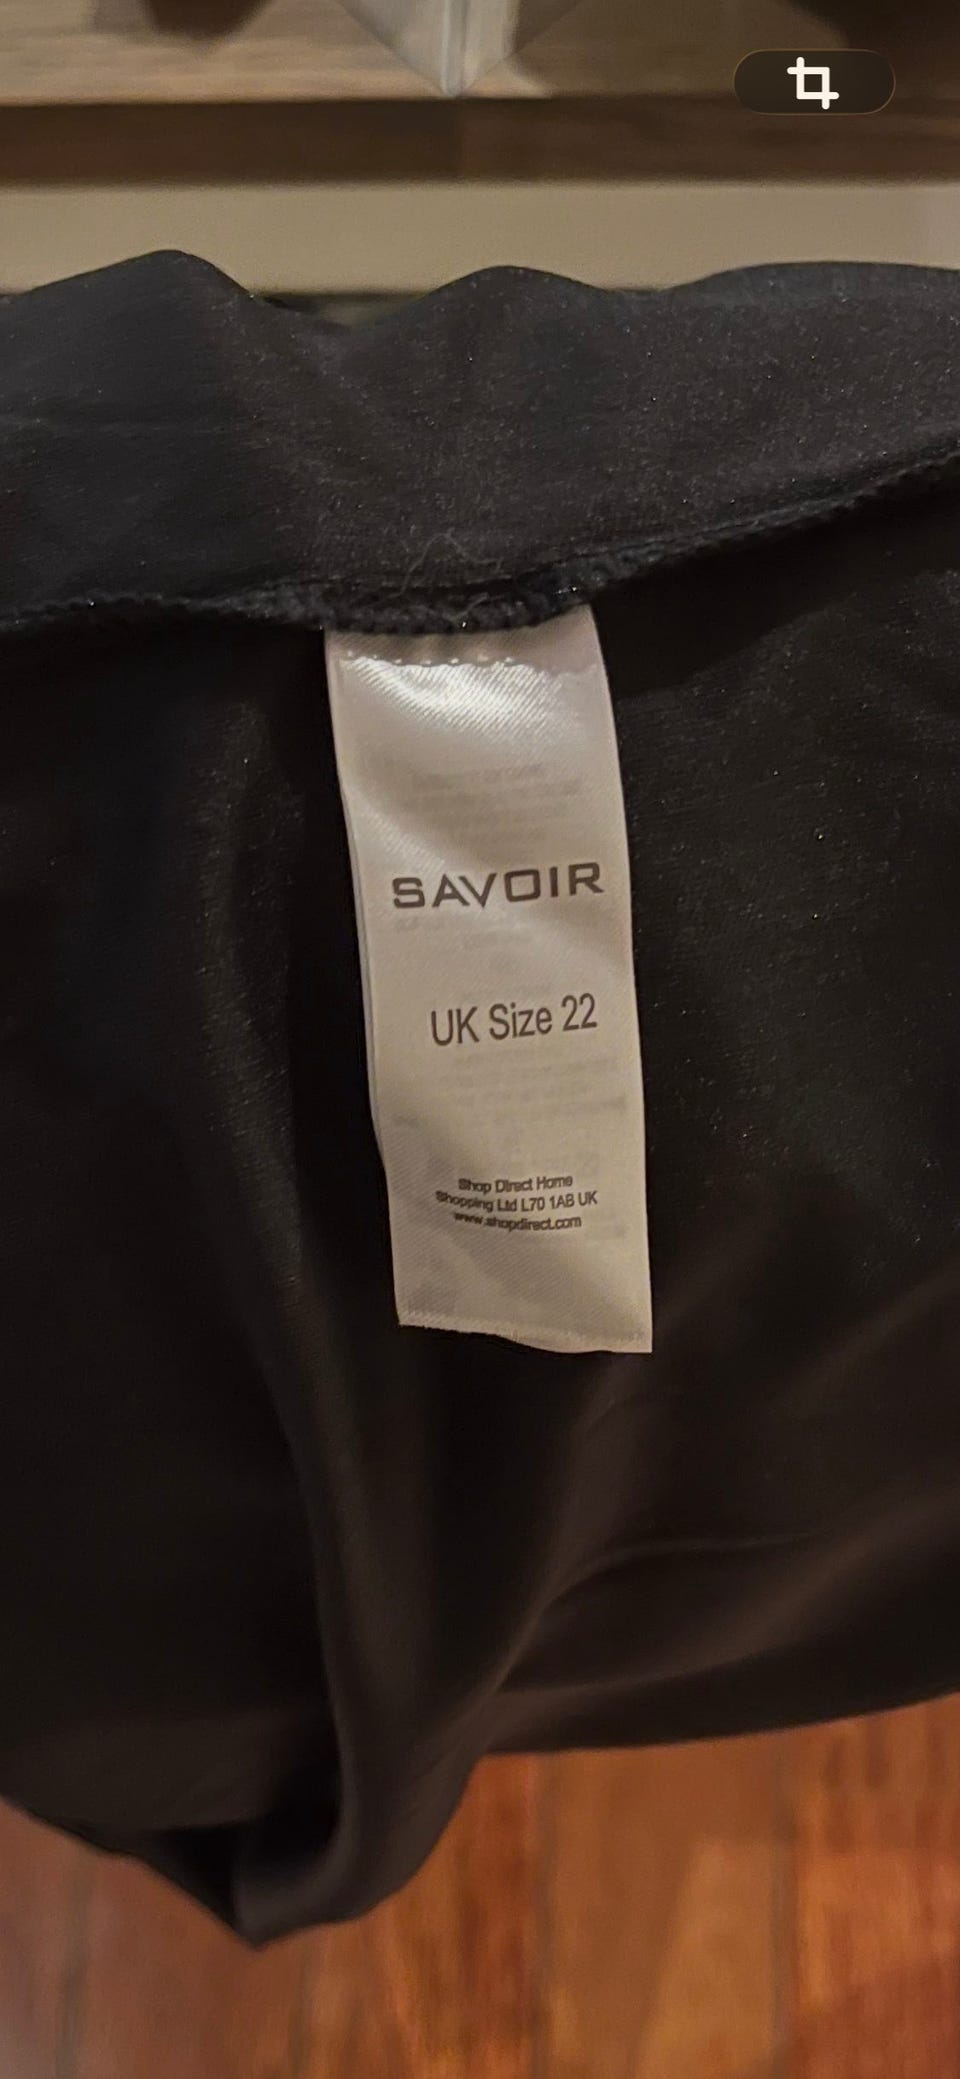 SAVOIR
UK Size 22
Shop Direct Home
Shopping Ltd L70 1AB UK
www.shopdirect.com